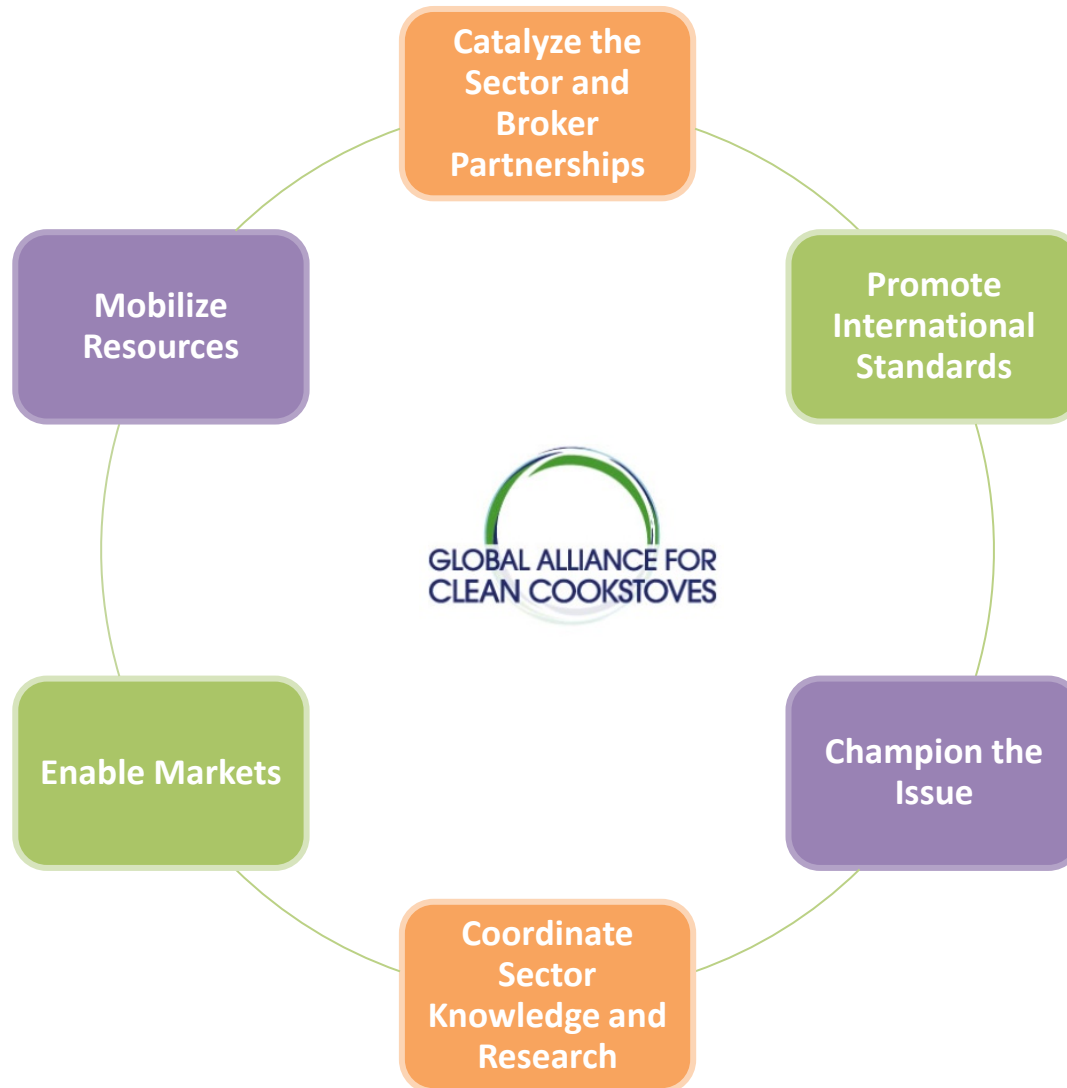 Catalyze the
Sector and
Broker
Partnerships
Mobilize
Resources
Promote
International
Standards
GLOBAL ALLIANCE FOR
CLEAN COOKSTOVES
Enable Markets
Champion the
Issue
Coordinate
Sector
Knowledge and
Research